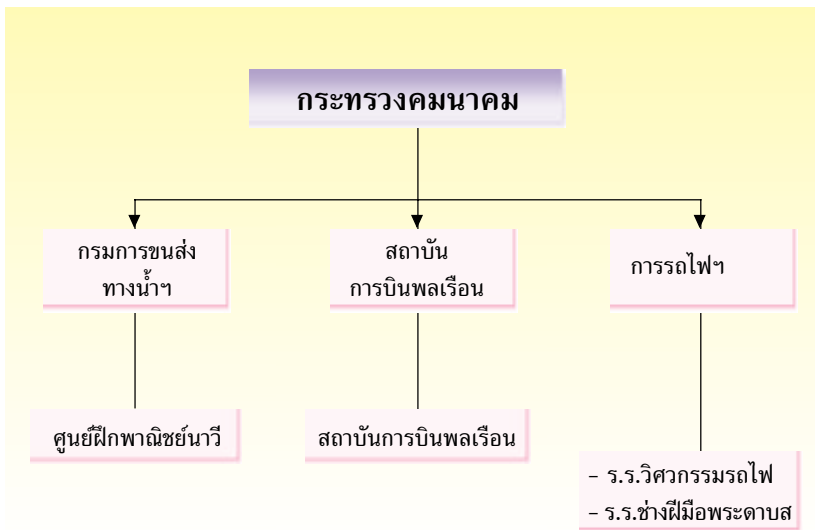 กระทรวงคมนาคม
กรมการขนส่ง
ทางน้ำฯ
สถาบัน
การบินพลเรือน
การรถไฟฯ
ศูนย์ฝึกพาณิชย์นาวี
สถาบันการบินพลเรือน
- ร.ร.วิศวกรรมรถไฟ
- ร.ร.ช่างฝีมือพระดาบส